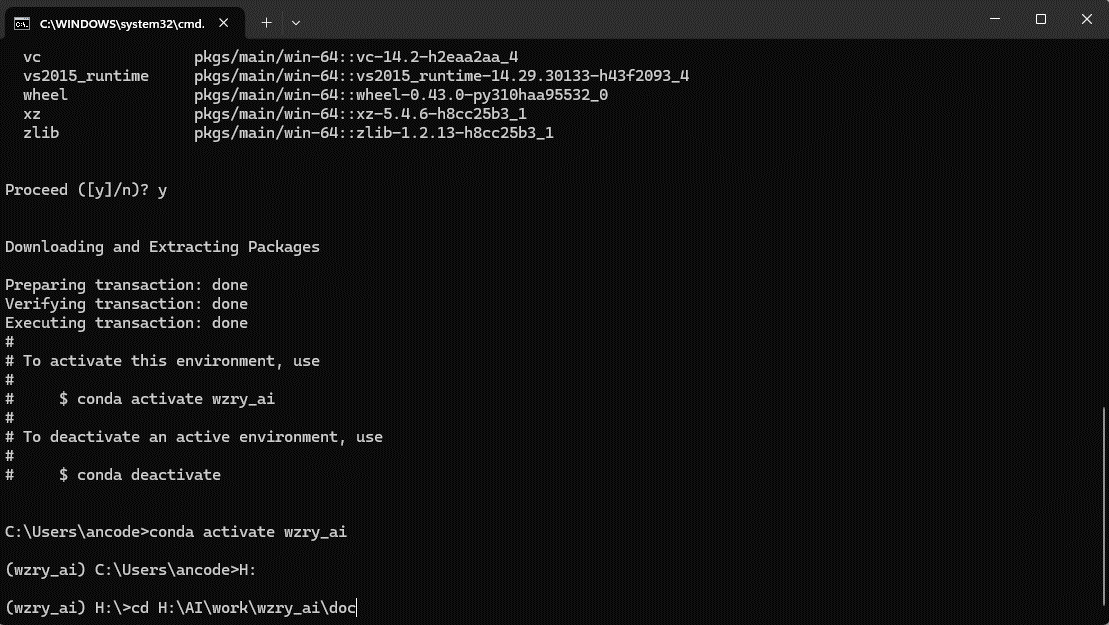 C:\WINDOWS\system32\cmd.
vc pkgs/main/win-64::vc-14.2-h2eaa2aa_4
vs2015_runtime pkgs/main/win-64::vs2015_runtime-14.29.30133-h43f2093_4
wheel pkgs/main/win-64::wheel-0.43.0-py310haa95532_0
xz pkgs/main/win-64::xz-5.4.6-h8cc25b3_1
zlib pkgs/main/win-64::zlib-1.2.13-h8cc25b3_1
Proceed ([y]/n)? y
Downloading and Extracting Packages
Preparing transaction: done
Verifying transaction: done
Executing transaction: done
#
# To activate this environment, use
#
#     $ conda activate wzry_ai
#
# To deactivate an active environment, use
#
#     $ conda deactivate
C:\Users\ancode>conda activate wzry_ai
(wzry_ai) C:\Users\ancode>H:
(wzry_ai) H:\>cd H:\AI\work\wzry_ai\doc